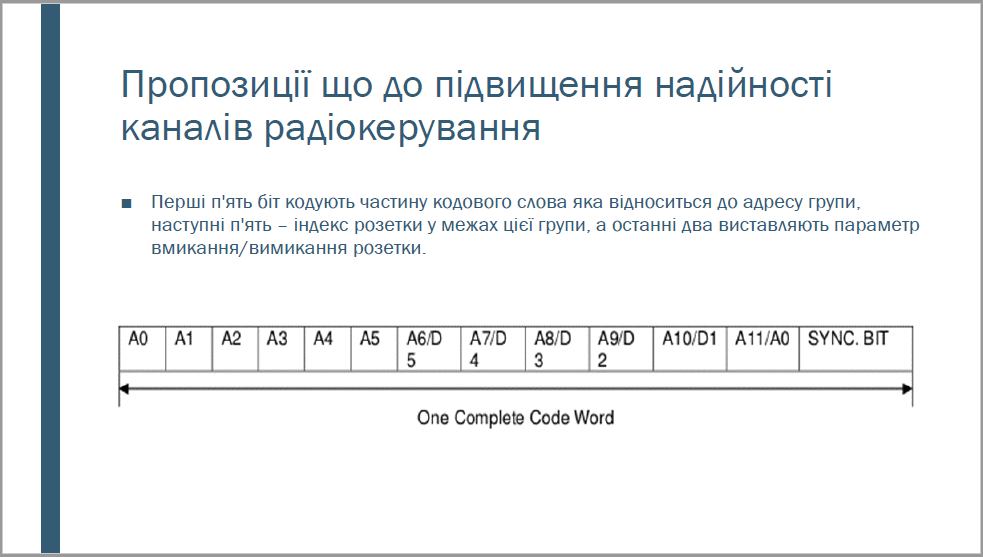 Пропозиції що до підвищення надійності
каналів радіокерування
■ Перші п'ять біт кодують частину кодового слова яка відноситься до адресу групи,
наступні п'ять – індекс розетки у межах цієї групи, а останні два виставляють параметр
вмикання/вимикання розетки.
A0 A1 A2 A3 A4 A5 A6/D A7/D A8/D A9/D A10/D1 A11/A0 SYNC. BIT
5 4 3 2
One Complete Code Word